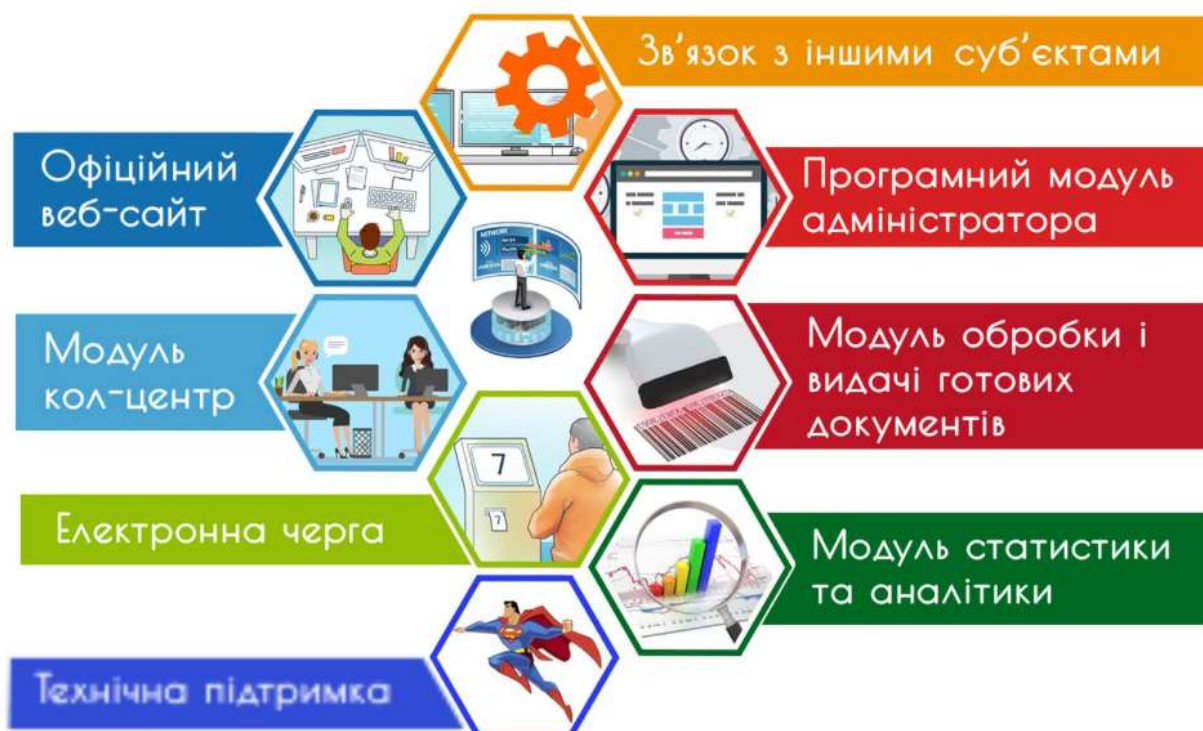 Зв'язок з іншими суб'єктами
Офіційний
веб-сайт
Програмний модуль
адміністратора
NETWORK
Модуль
кол-центр
Модуль обробки і
видачі готових
документів
7
7
Електронна черга
Модуль статистики
та аналітики
Технічна підтримка